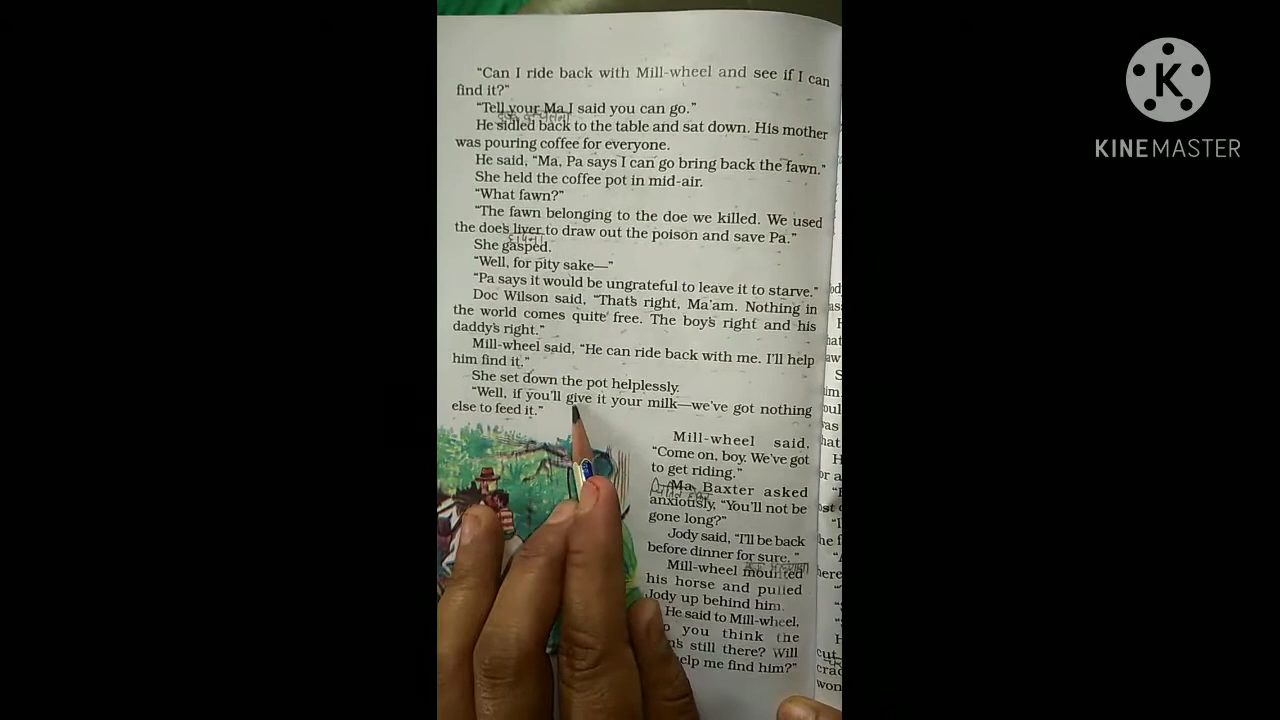 "Can I ride back with Mill-wheel and see if I can
find it?"
"Tell your Ma I said you can go."
He sidled back to the table and sat down. His mother
was pouring coffee for everyone.
He said, "Ma, Pa says I can go bring back the fawn."
She held the coffee pot in mid-air.
"What fawn?"
"The fawn belonging to the doe we killed. We used
the doe's liver to draw out the poison and save Pa."
She gasped.
"Well, for pity sake—"
"Pa says it would be ungrateful to leave it to starve."
Doc Wilson said, "That's right, Ma'am. Nothing in
the world comes quite free. The boy's right and his
daddy's right."
Mill-wheel said, "He can ride back with me. I'll help
him find it."
She set down the pot helplessly.
"Well, if you'll give it your milk—we've got nothing
else to feed it."
Mill-wheel said,
"Come on, boy. We've got
to get riding."
Ma Baxter asked
anxiously, "You'll not be
gone long?"
Jody said, "I'll be back
before dinner for sure."
Mill-wheel mounted
his horse and pulled
Jody up behind him.
He said to Mill-wheel,
you think the
still there? Will
help me find him?"
KINEMASTER